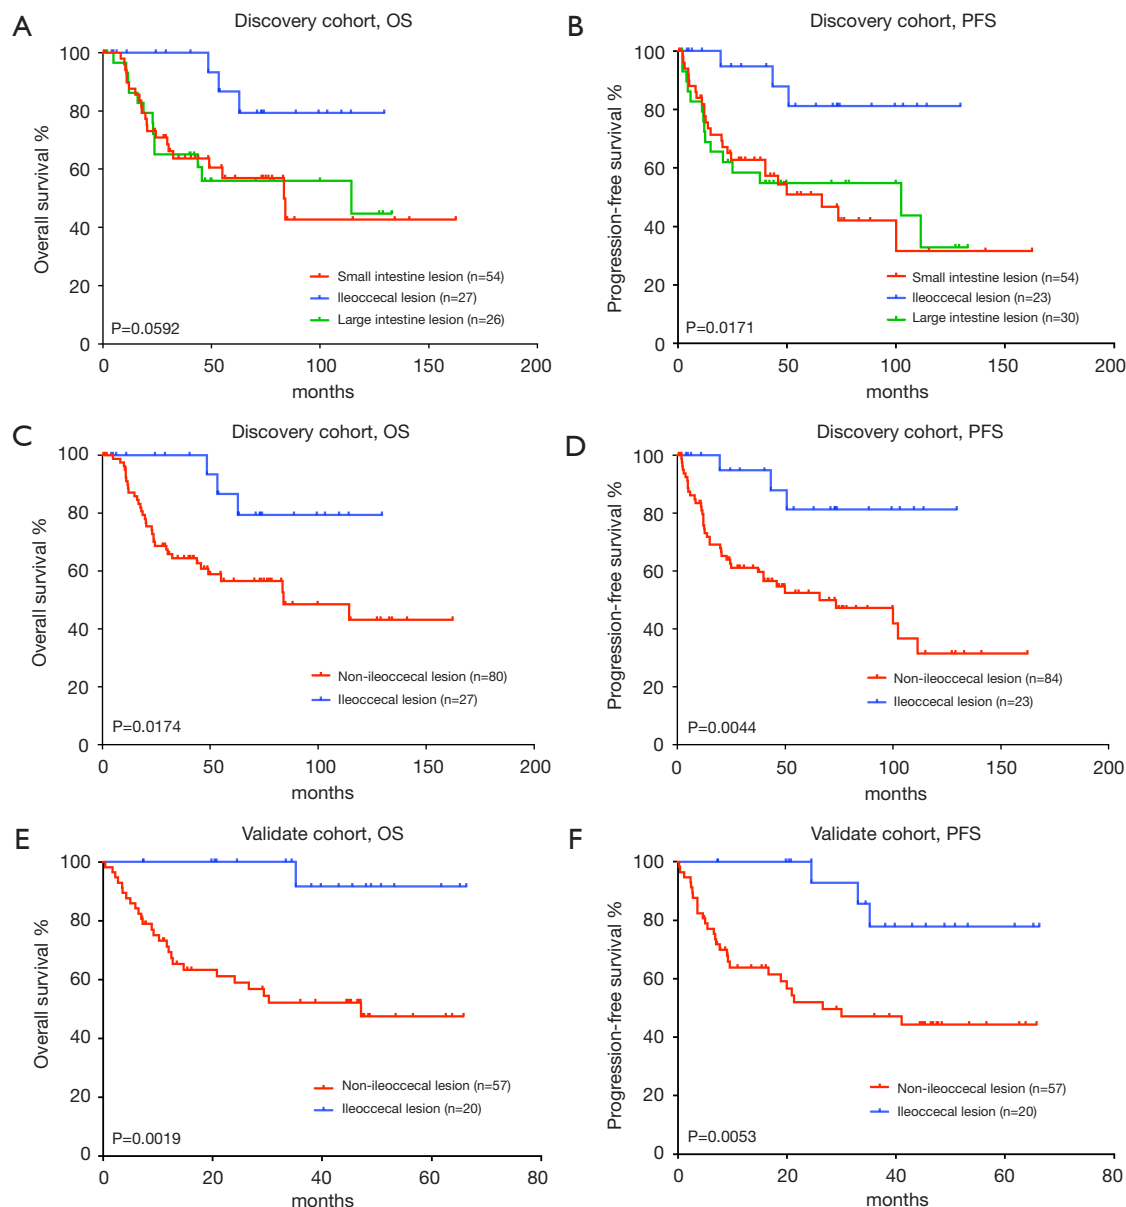 A
Discovery cohort, OS
Overall survival %
100
80
60
40
20
0
Small intestine lesion (n=54)
Ileoccecal lesion (n=27)
Large intestine lesion (n=26)
P=0.0592
0 50 100 150 200
months
B
Discovery cohort, PFS
Progression-free survival %
100
80
60
40
20
0
Small intestine lesion (n=54)
Ileoccecal lesion (n=23)
Large intestine lesion (n=30)
P=0.0171
0 50 100 150 200
months
C
Discovery cohort, OS
Overall survival %
100
80
60
40
20
0
Non-ileoccecal lesion (n=80)
Ileoccecal lesion (n=27)
P=0.0174
0 50 100 150 200
months
D
Discovery cohort, PFS
Progression-free survival %
100
80
60
40
20
0
Non-ileoccecal lesion (n=84)
Ileoccecal lesion (n=23)
P=0.0044
0 50 100 150 200
months
E
Validate cohort, OS
Overall survival %
100
80
60
40
20
0
Non-ileoccecal lesion (n=57)
Ileoccecal lesion (n=20)
P=0.0019
0 20 40 60 80
months
F
Validate cohort, PFS
Progression-free survival %
100
80
60
40
20
0
Non-ileoccecal lesion (n=57)
Ileoccecal lesion (n=20)
P=0.0053
0 20 40 60 80
months